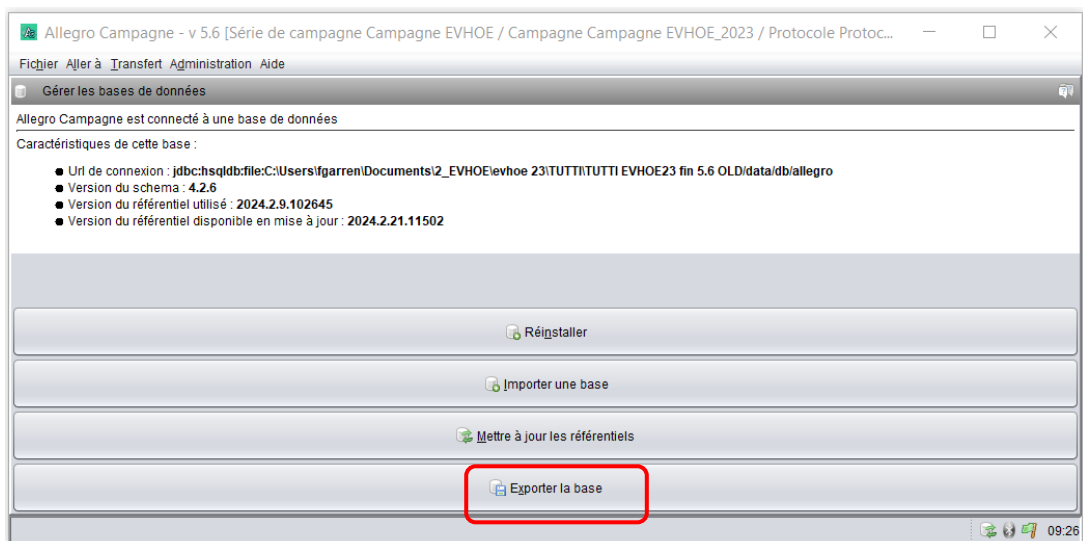 Allegro Campagne - v 5.6 [Série de campagne Campagne EVHOE / Campagne Campagne EVHOE_2023 / Protocole Protoc...
Fichier Aller à Transfert Administration Aide
Gérer les bases de données
Allegro Campagne est connecté à une base de données
Caractéristiques de cette base :
Url de connexion : jdbc:hsqldb:file:C:\Users\fgarren\Documents\2_EVHOE\evhoe 23\TUTTI\TUTTI EVHOE23 fin 5.6 OLD/data/db/allegro
Version du schema : 4.2.6
Version du référentiel utilisé : 2024.2.9.102645
Version du référentiel disponible en mise à jour : 2024.2.21.11502
Réinstaller
Importer une base
Mettre à jour les référentiels
Exporter la base
09:26